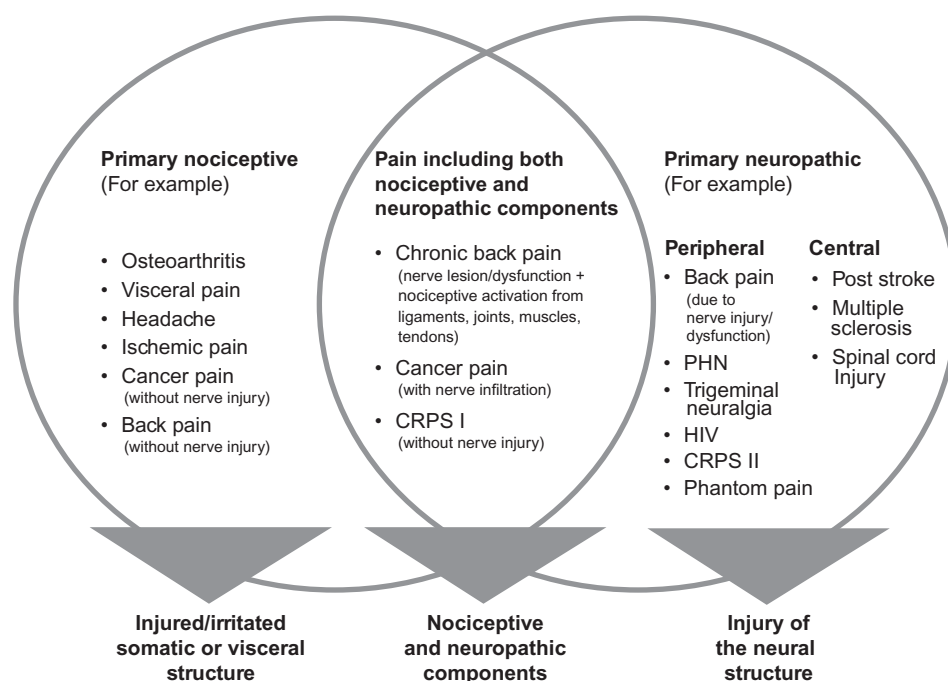 Primary nociceptive
(For example)
• Osteoarthritis
• Visceral pain
• Headache
• Ischemic pain
• Cancer pain
(without nerve injury)
• Back pain
(without nerve injury)
Pain including both
nociceptive and
neuropathic components
• Chronic back pain
(nerve lesion/dysfunction +
nociceptive activation from
ligaments, joints, muscles,
tendons)
• Cancer pain
(with nerve infiltration)
• CRPS I
(without nerve injury)
Primary neuropathic
(For example)
Peripheral
• Back pain
(due to
nerve injury/
dysfunction)
• PHN
• Trigeminal
neuralgia
• HIV
• CRPS II
• Phantom pain
Central
• Post stroke
• Multiple
sclerosis
• Spinal cord
Injury
Injured/irritated
somatic or visceral
structure
Nociceptive
and neuropathic
components
Injury of
the neural
structure